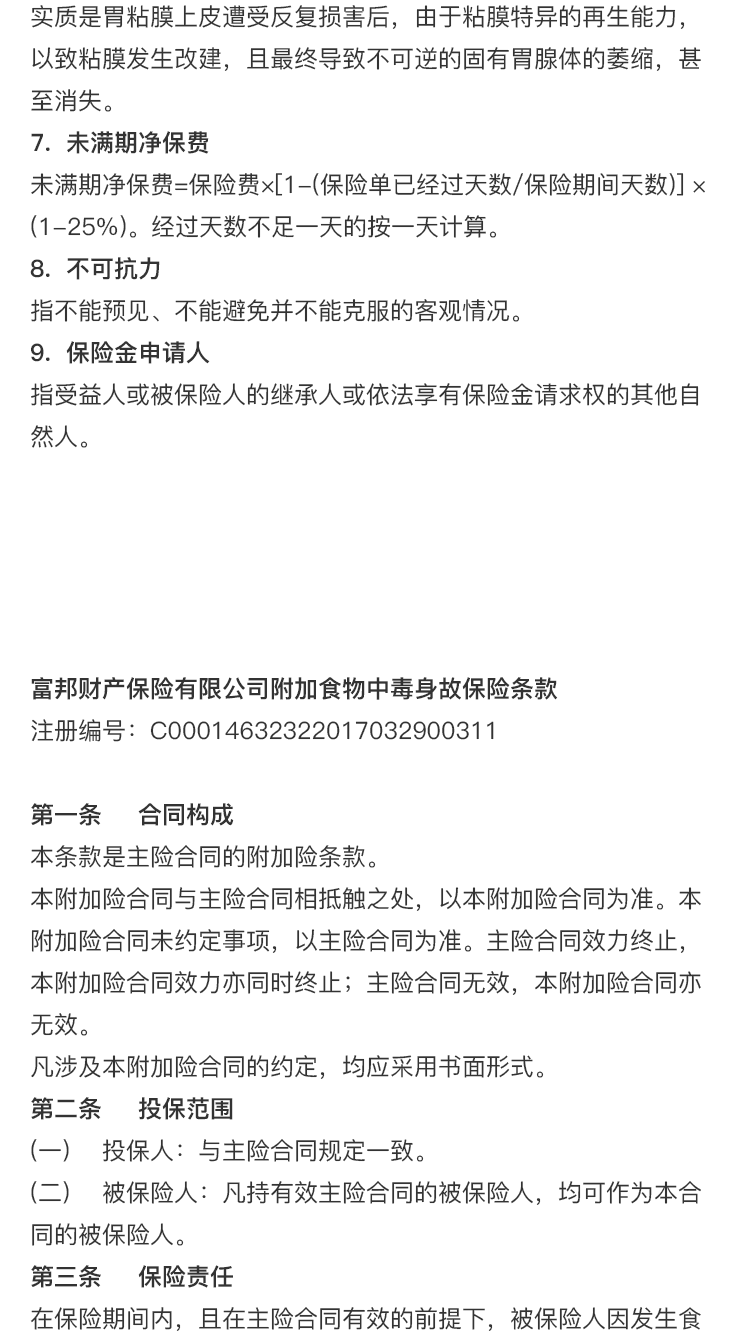 实质是胃粘膜上皮遭受反复损害后，由于粘膜特异的再生能力，
以致粘膜发生改建，且最终导致不可逆的固有胃腺体的萎缩，甚
至消失。
7. 未满期净保费
未满期净保费=保险费×[1-(保险单已经过天数/保险期间天数)] ×
(1-25%)。经过天数不足一天的按一天计算。
8. 不可抗力
指不能预见、不能避免并不能克服的客观情况。
9. 保险金申请人
指受益人或被保险人的继承人或依法享有保险金请求权的其他自
然人。
富邦财产保险有限公司附加食物中毒身故保险条款
注册编号：C00014632322017032900311
第一条 合同构成
本条款是主险合同的附加险条款。
本附加险合同与主险合同相抵触之处，以本附加险合同为准。本
附加险合同未约定事项，以主险合同为准。主险合同效力终止，
本附加险合同效力亦同时终止；主险合同无效，本附加险合同亦
无效。
凡涉及本附加险合同的约定，均应采用书面形式。
第二条 投保范围
(一) 投保人：与主险合同规定一致。
(二) 被保险人：凡持有效主险合同的被保险人，均可作为本合
同的被保险人。
第三条 保险责任
在保险期间内，且在主险合同有效的前提下，被保险人因发生食